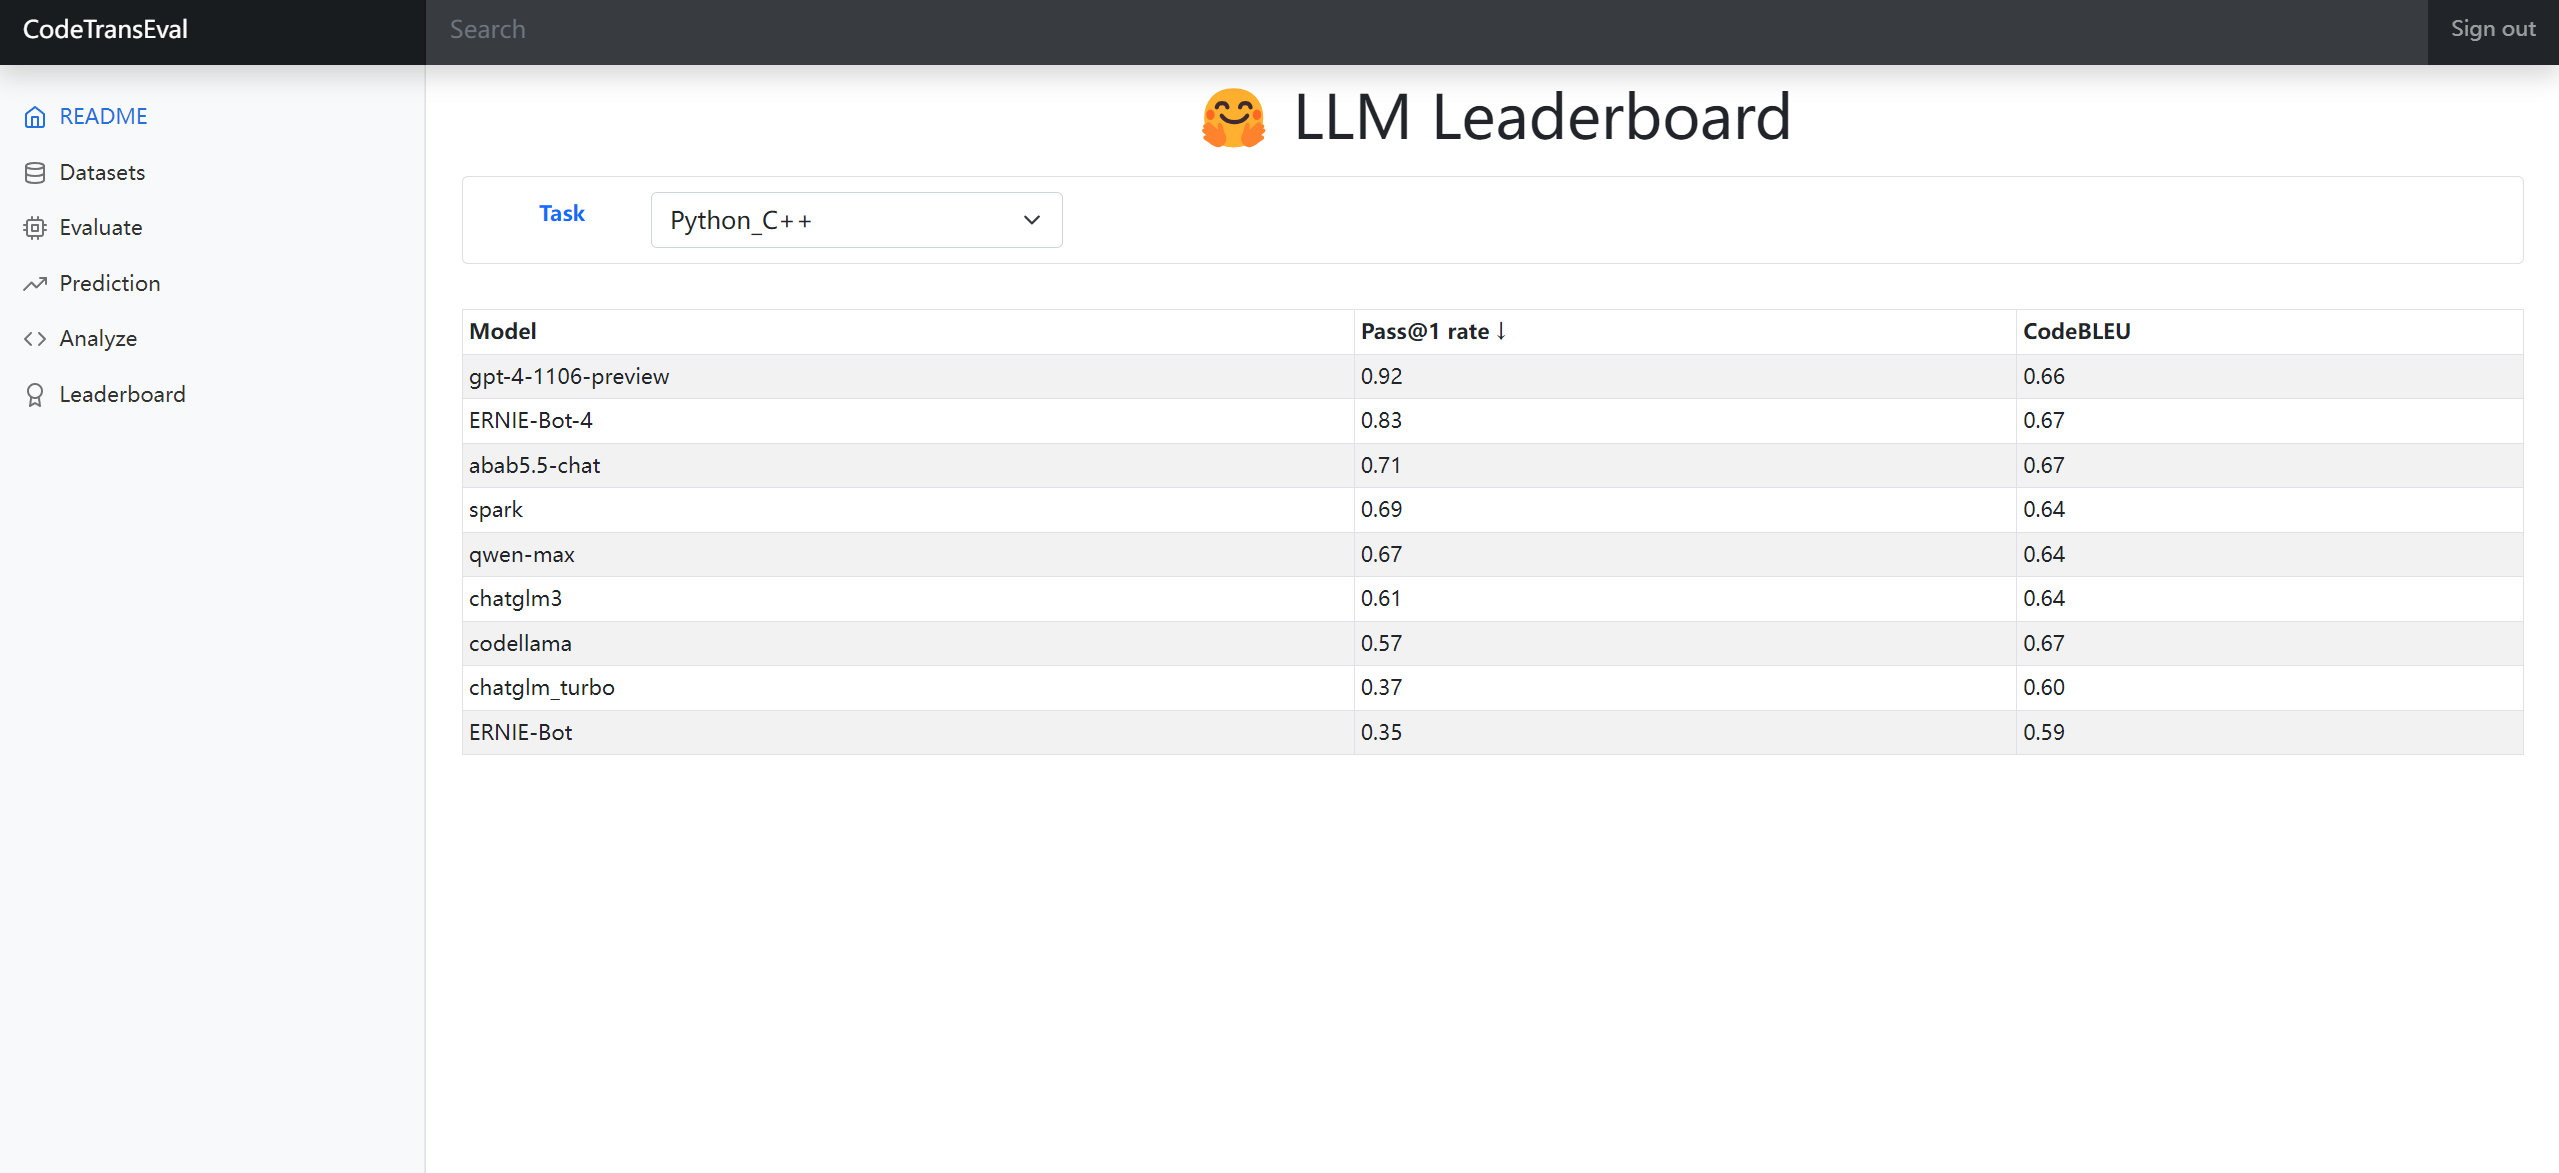 CodeTransEval
Search
Sign out
README
Datasets
Evaluate
Prediction
Analyze
Leaderboard
🤗 LLM Leaderboard
Task
Python_C++
Model Pass@1 rate↓ CodeBLEU
gpt-4-1106-preview 0.92 0.66
ERNIE-Bot-4 0.83 0.67
abab5.5-chat 0.71 0.67
spark 0.69 0.64
qwen-max 0.67 0.64
chatglm3 0.61 0.64
codellama 0.57 0.67
chatglm_turbo 0.37 0.60
ERNIE-Bot 0.35 0.59